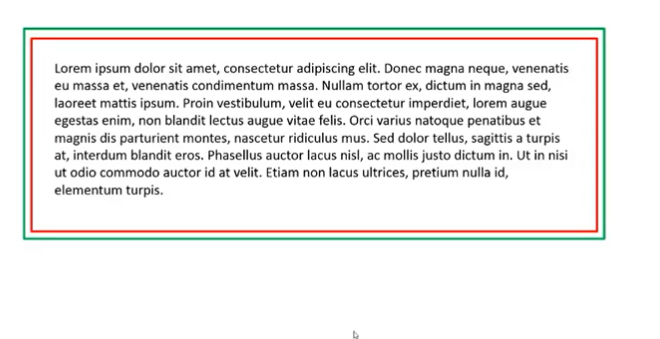 Lorem ipsum dolor sit amet, consectetur adipiscing elit. Donec magna neque, venenatis
eu massa et, venenatis condimentum massa. Nullam tortor ex, dictum in magna sed,
laoreet mattis ipsum. Proin vestibulum, velit eu consectetur imperdiet, lorem augue
egestas enim, non blandit lectus augue vitae felis. Orci varius natoque penatibus et
magnis dis parturient montes, nascetur ridiculus mus. Sed dolor tellus, sagittis a turpis
at, interdum blandit eros. Phasellus auctor lacus nisl, ac mollis justo dictum in. Ut in nisi
ut odio commodo auctor id at velit. Etiam non lacus ultrices, pretium nulla id,
elementum turpis.